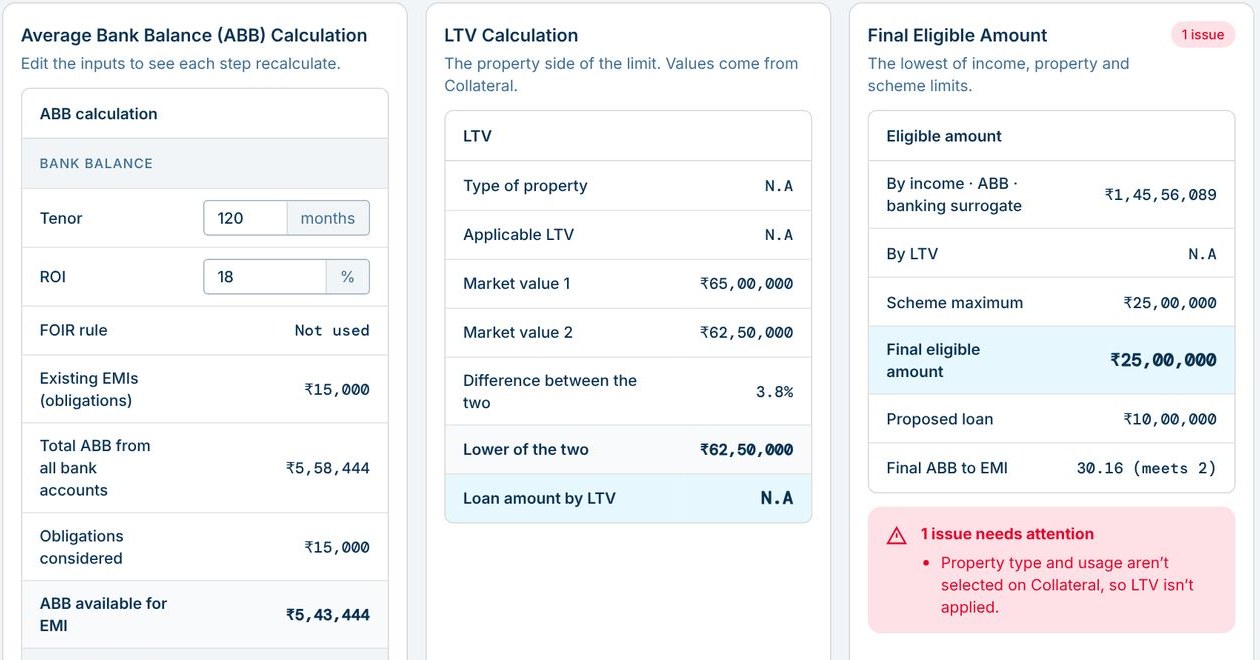 Average Bank Balance (ABB) Calculation
Edit the inputs to see each step recalculate.
ABB calculation
BANK BALANCE
Tenor 120 months
ROI 18 %
FOIR rule Not used
Existing EMIs
(obligations) ₹15,000
Total ABB from
all bank
accounts ₹5,58,444
Obligations
considered ₹15,000
ABB available for
EMI ₹5,43,444
LTV Calculation
The property side of the limit. Values come from
Collateral.
LTV
Type of property N.A
Applicable LTV N.A
Market value 1 ₹65,00,000
Market value 2 ₹62,50,000
Difference between the
two 3.8%
Lower of the two ₹62,50,000
Loan amount by LTV N.A
Final Eligible Amount 1 issue
The lowest of income, property and
scheme limits.
Eligible amount
By income · ABB ·
banking surrogate ₹1,45,56,089
By LTV N.A
Scheme maximum ₹25,00,000
Final eligible
amount ₹25,00,000
Proposed loan ₹10,00,000
Final ABB to EMI 30.16 (meets 2)
1 issue needs attention
• Property type and usage aren’t
selected on Collateral, so LTV isn’t
applied.